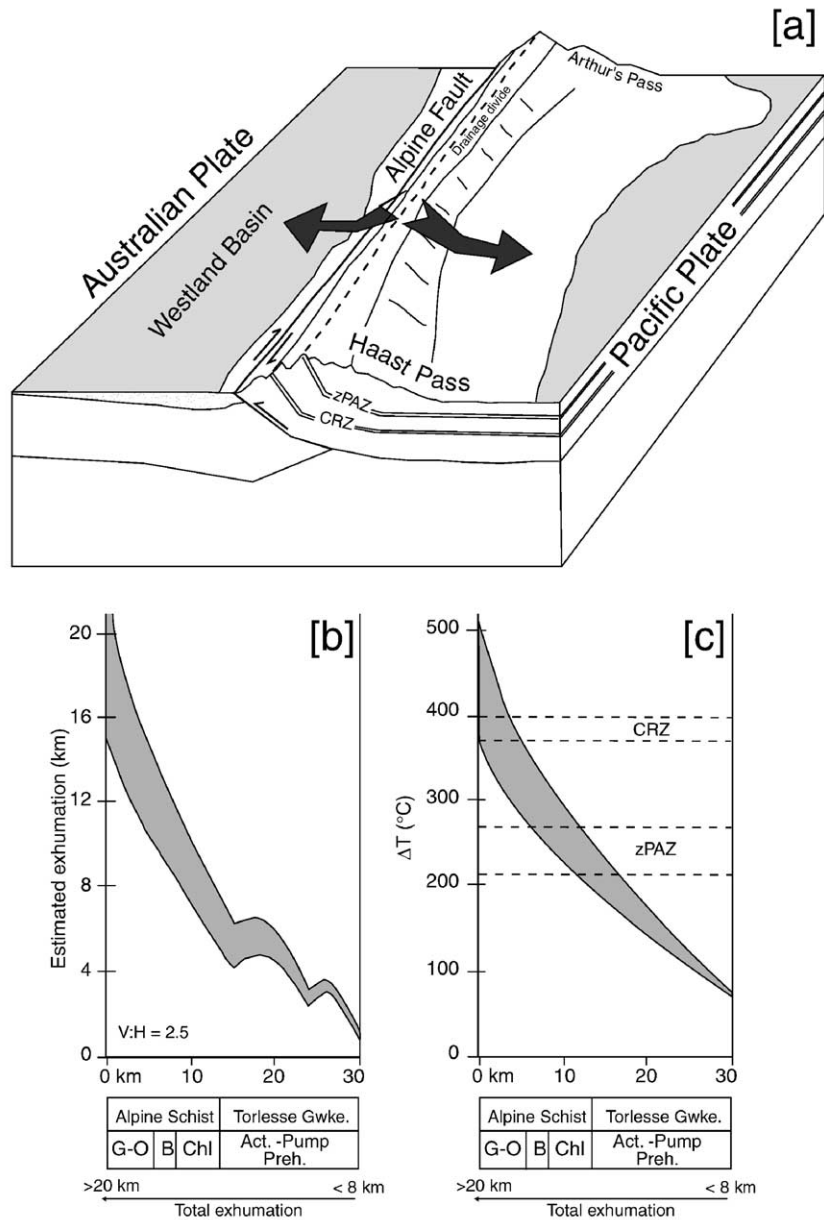 [a]
Arthur's Pass
Drainage divide
Alpine Fault
Australian Plate
Westland Basin
Pacific Plate
Haast Pass
zPAZ
CRZ
[b]
Estimated exhumation (km)
20
16
12
8
4
0
V:H = 2.5
0 km
10
20
30
Alpine Schist
Torlesse Gwke.
G-O
B
Chl
Act. -Pump
Preh.
>20 km
< 8 km
Total exhumation
[c]
ΔT (°C)
500
400
300
200
100
0
CRZ
zPAZ
0 km
10
20
30
Alpine Schist
Torlesse Gwke.
G-O
B
Chl
Act. -Pump
Preh.
>20 km
< 8 km
Total exhumation